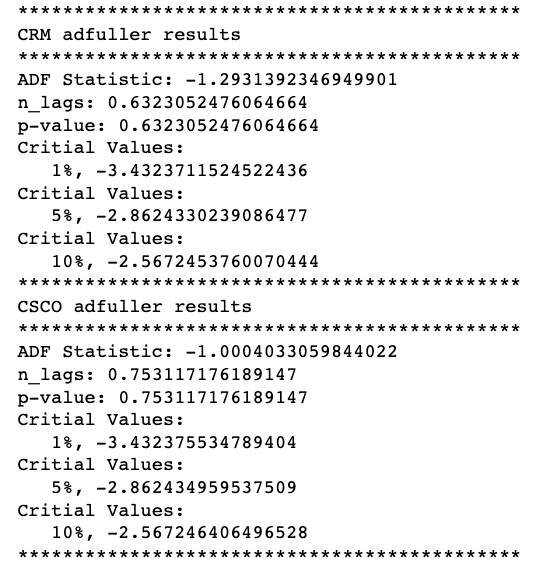 *********************************************
CRM adfuller results
*********************************************
ADF Statistic: -1.2931392346949901
n_lags: 0.6323052476064664
p-value: 0.6323052476064664
Critial Values:
   1%, -3.4323711524522436
Critial Values:
   5%, -2.8624330239086477
Critial Values:
   10%, -2.5672453760070444
*********************************************
CSCO adfuller results
*********************************************
ADF Statistic: -1.0004033059844022
n_lags: 0.753117176189147
p-value: 0.753117176189147
Critial Values:
   1%, -3.432375534789404
Critial Values:
   5%, -2.862434959537509
Critial Values:
   10%, -2.567246406496528
*********************************************